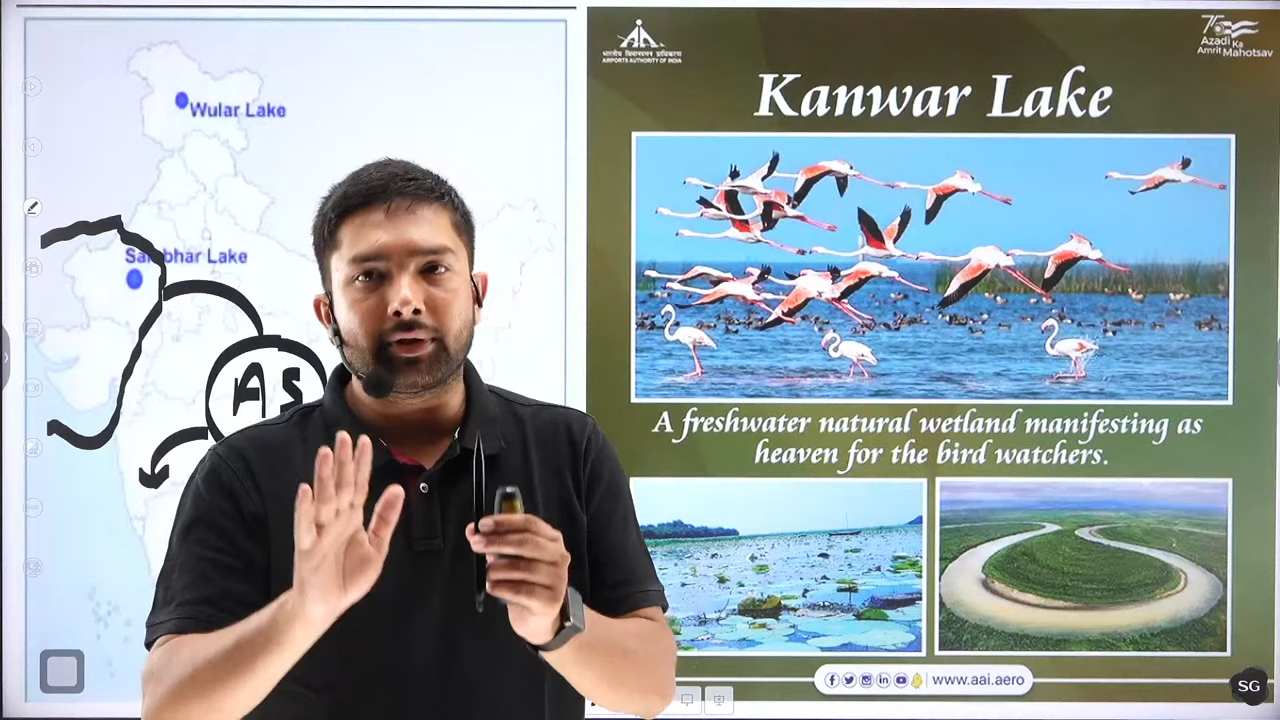 Wular Lake
Sambhar Lake
AS
भारतीय विमानपत्तन प्राधिकरण
AIRPORTS AUTHORITY OF INDIA
75
Azadi Ka
Amrit Mahotsav
Kanwar Lake
A freshwater natural wetland manifesting as
heaven for the bird watchers.
www.aai.aero
SG